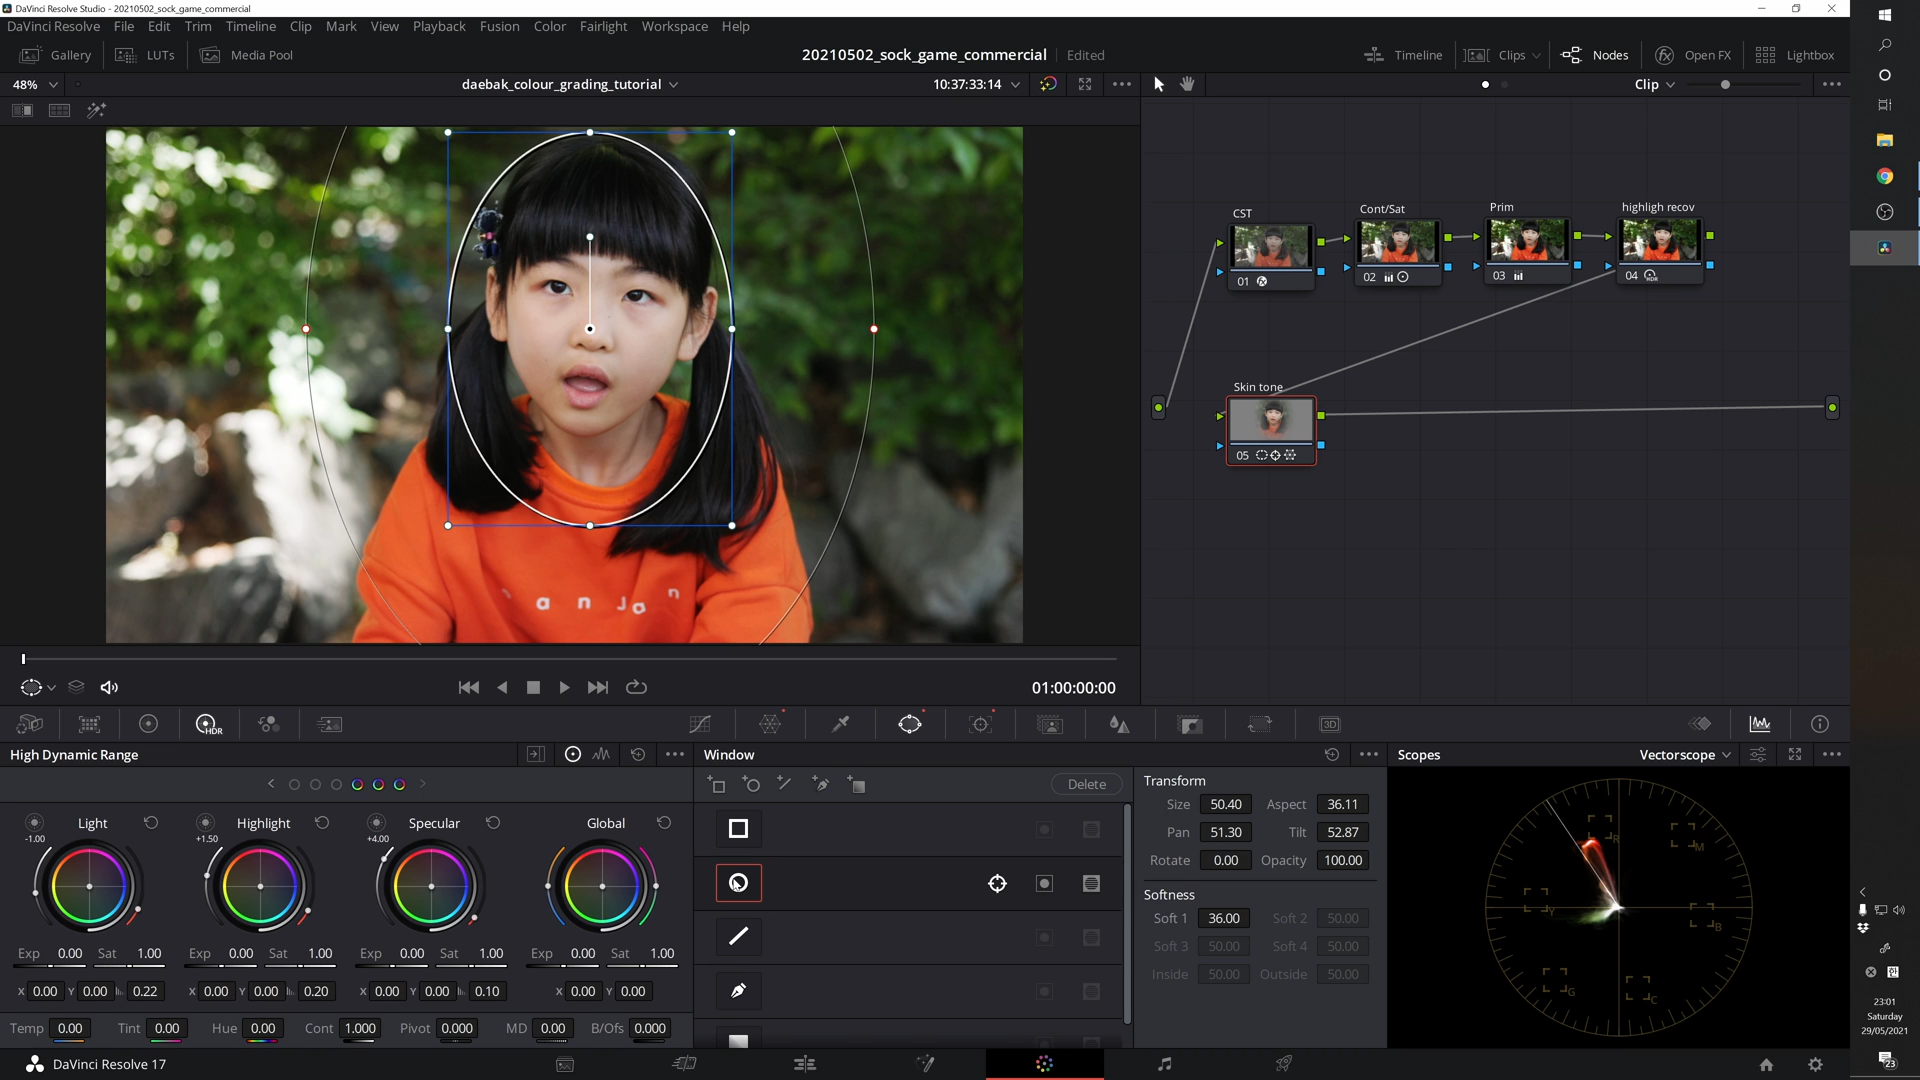 DaVinci Resolve Studio - 20210502_sock_game_commercial
DaVinci Resolve File Edit Trim Timeline Clip Mark View Playback Fusion Color Fairlight Workspace Help
Gallery LUTs Media Pool 20210502_sock_game_commercial Edited Timeline Clips Nodes Open FX Lightbox
48% daebak_colour_grading_tutorial 10:37:33:14 Clip
CST Cont/Sat Prim highligh recov
01 02 03 04
HDR
Skin tone
05
a n J a n
01:00:00:00
HDR 3D
High Dynamic Range Window Scopes Vectorscope
Delete
Light Highlight Specular Global
-1.00 +1.50 +4.00
Exp 0.00 Sat 1.00 Exp 0.00 Sat 1.00 Exp 0.00 Sat 1.00 Exp 0.00 Sat 1.00
X 0.00 Y 0.00 0.22 X 0.00 Y 0.00 0.20 X 0.00 Y 0.00 0.10 X 0.00 Y 0.00
Temp 0.00 Tint 0.00 Hue 0.00 Cont 1.000 Pivot 0.000 MD 0.00 B/Ofs 0.000
Transform
Size 50.40 Aspect 36.11
Pan 51.30 Tilt 52.87
Rotate 0.00 Opacity 100.00
Softness
Soft 1 36.00 Soft 2 50.00
Soft 3 50.00 Soft 4 50.00
Inside 50.00 Outside 50.00
R
M
Y
B
G
C
DaVinci Resolve 17
23:01
Saturday
29/05/2021
23